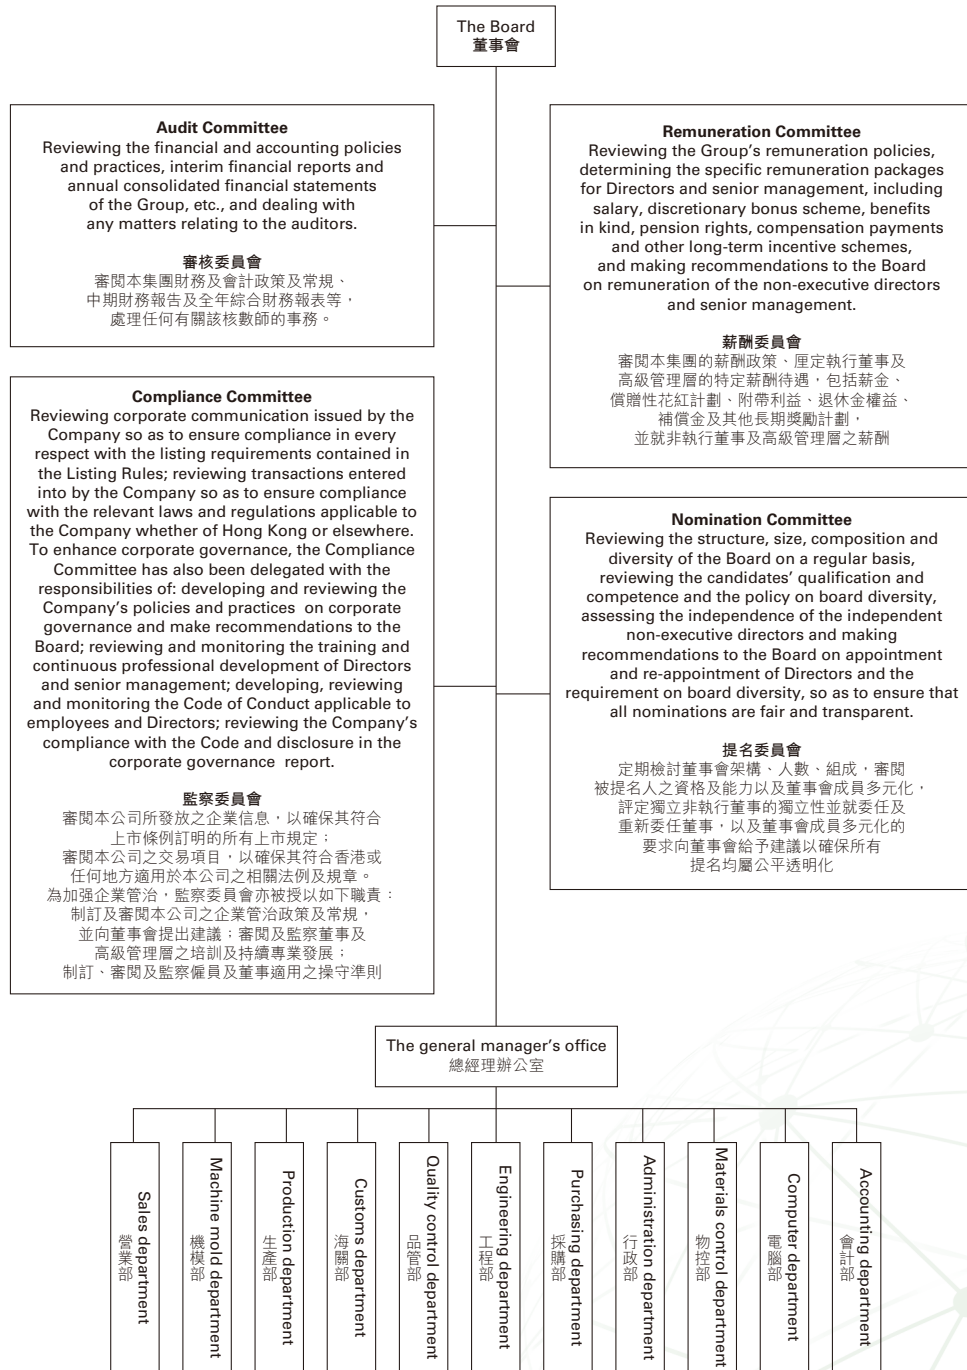 The Board
董事會
Audit Committee
Reviewing the financial and accounting policies
and practices, interim financial reports and
annual consolidated financial statements
of the Group, etc., and dealing with
any matters relating to the auditors.
審核委員會
審閱本集團財務及會計政策及常規、
中期財務報告及全年綜合財務報表等，
處理任何有關該核數師的事務。
Remuneration Committee
Reviewing the Group's remuneration policies,
determining the specific remuneration packages
for Directors and senior management, including
salary, discretionary bonus scheme, benefits
in kind, pension rights, compensation payments
and other long-term incentive schemes,
and making recommendations to the Board
on remuneration of the non-executive directors
and senior management.
薪酬委員會
審閱本集團的薪酬政策、厘定執行董事及
高級管理層的特定薪酬待遇，包括薪金、
償贈性花紅計劃、附帶利益、退休金權益、
補償金及其他長期獎勵計劃，
並就非執行董事及高級管理層之薪酬
Compliance Committee
Reviewing corporate communication issued by the
Company so as to ensure compliance in every
respect with the listing requirements contained in
the Listing Rules; reviewing transactions entered
into by the Company so as to ensure compliance
with the relevant laws and regulations applicable to
the Company whether of Hong Kong or elsewhere.
To enhance corporate governance, the Compliance
Committee has also been delegated with the
responsibilities of: developing and reviewing the
Company's policies and practices on corporate
governance and make recommendations to the
Board; reviewing and monitoring the training and
continuous professional development of Directors
and senior management; developing, reviewing
and monitoring the Code of Conduct applicable to
employees and Directors; reviewing the Company's
compliance with the Code and disclosure in the
corporate governance report.
監察委員會
審閱本公司所發放之企業信息，以確保其符合
上市條例訂明的所有上市規定；
審閱本公司之交易項目，以確保其符合香港或
任何地方適用於本公司之相關法例及規章。
為加强企業管治，監察委員會亦被授以如下職責：
制訂及審閱本公司之企業管治政策及常規，
並向董事會提出建議；審閱及監察董事及
高級管理層之培訓及持續專業發展；
制訂、審閱及監察僱員及董事適用之操守準則
Nomination Committee
Reviewing the structure, size, composition and
diversity of the Board on a regular basis,
reviewing the candidates' qualification and
competence and the policy on board diversity,
assessing the independence of the independent
non-executive directors and making
recommendations to the Board on appointment
and re-appointment of Directors and the
requirement on board diversity, so as to ensure that
all nominations are fair and transparent.
提名委員會
定期檢討董事會架構、人數、組成，審閱
被提名人之資格及能力以及董事會成員多元化，
評定獨立非執行董事的獨立性並就委任及
重新委任董事，以及董事會成員多元化的
要求向董事會給予建議以確保所有
提名均屬公平透明化
The general manager's office
總經理辦公室
Sales department
營業部
Machine mold department
機模部
Production department
生產部
Customs department
海關部
Quality control department
品管部
Engineering department
工程部
Purchasing department
採購部
Administration department
行政部
Materials control department
物控部
Computer department
電腦部
Accounting department
會計部